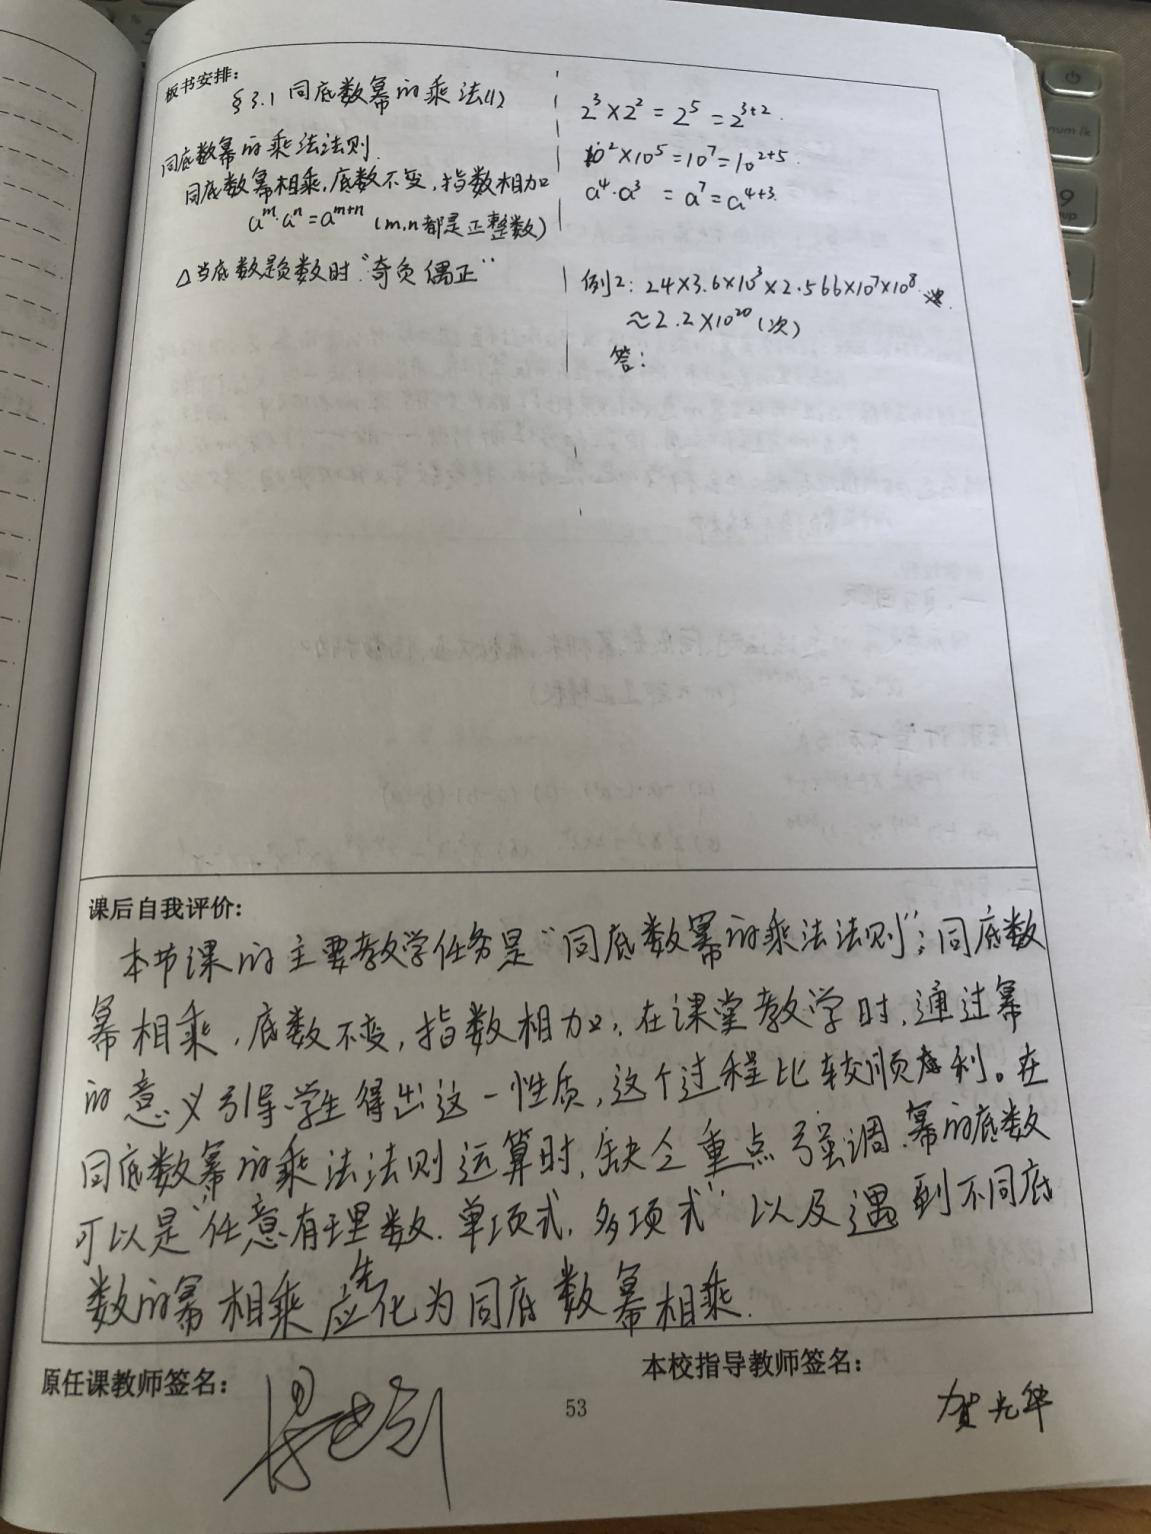 板书安排:
§3.1 同底数幂的乘法(1)
同底数幂的乘法法则.
同底数幂相乘,底数不变,指数相加
aᵐ·aⁿ=aᵐ⁺ⁿ (m,n都是正整数)
△当底数是负数时"奇负偶正"
2³×2²=2⁵=2³⁺².
10²×10⁵=10⁷=10²⁺⁵.
a⁴·a³=a⁷=a⁴⁺³.
例2: 24×3.6×10³×2.566×10⁷×10⁸
≈2.2×10²⁰(次)
答:
课后自我评价:
本节课的主要教学任务是"同底数幂的乘法法则";同底数
幂相乘,底数不变,指数相加,在课堂教学时,通过幂
的意义引导学生得出这一性质,这个过程比较顺利。在
同底数幂的乘法法则运算时,缺仝重点强调.幂的底数
可以是"任意有理数.单项式.多项式"以及遇到不同底
数的幂相乘应先化为同底数幂相乘.
原任课教师签名:
本校指导教师签名:
贺光华
53